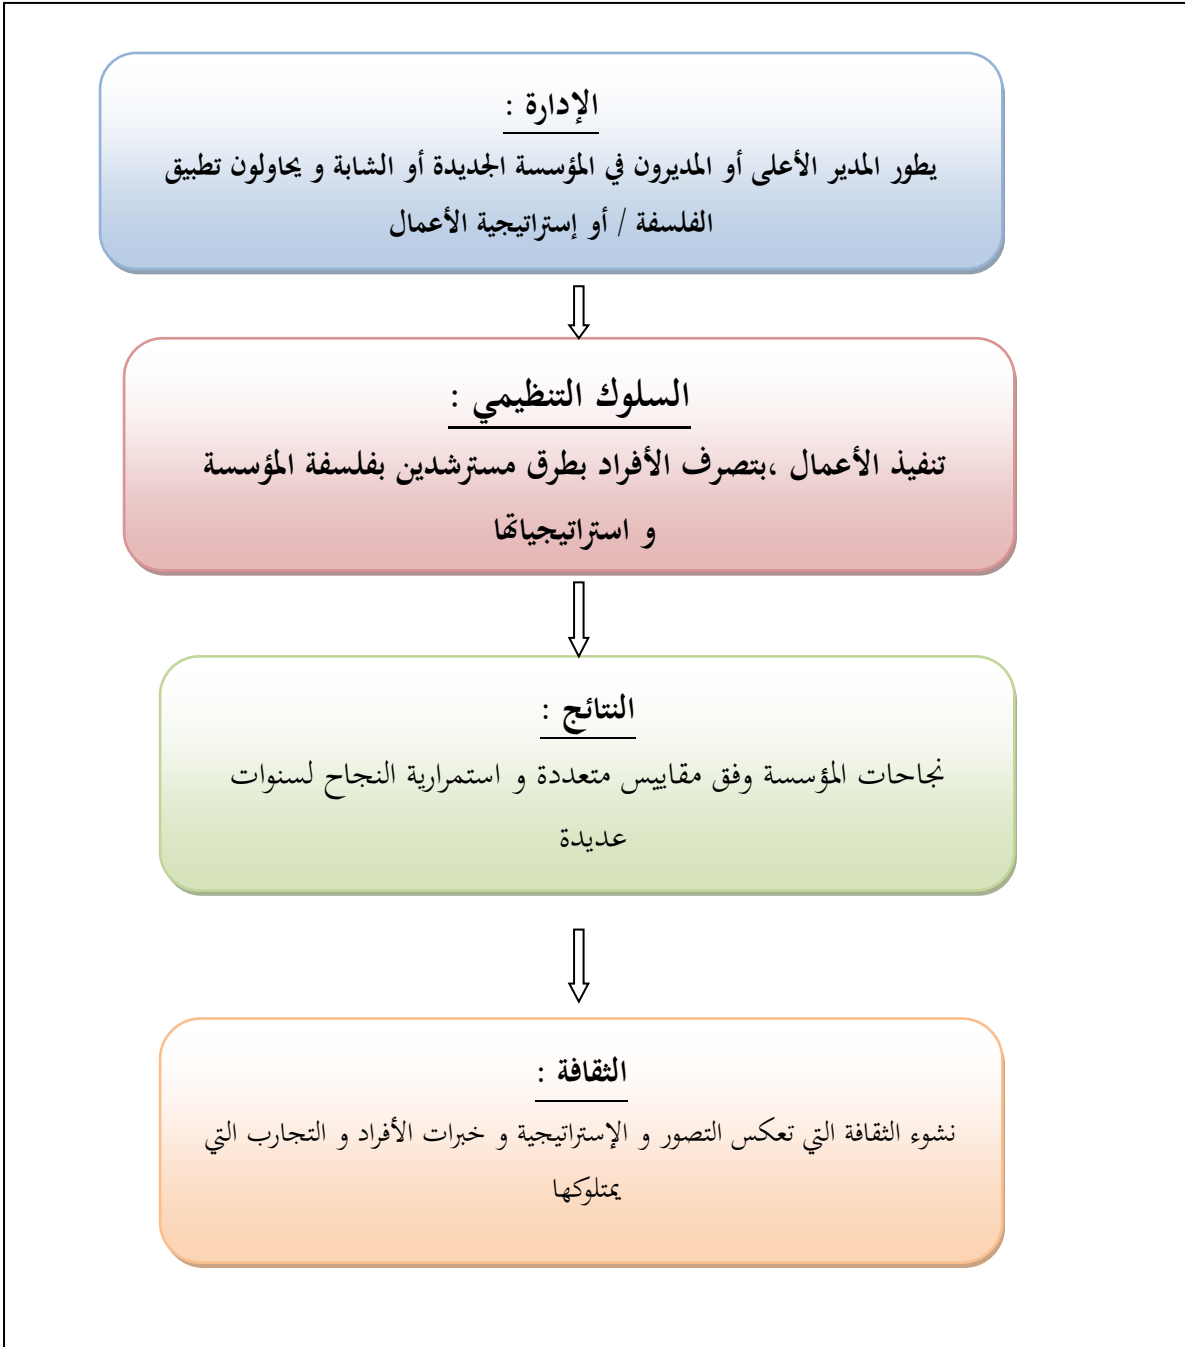 الإدارة :
يطور المدير الأعلى أو المديرون في المؤسسة الجديدة أو الشابة و يحاولون تطبيق
الفلسفة / أو إستراتيجية الأعمال
السلوك التنظيمي :
تنفيذ الأعمال ،بتصرف الأفراد بطرق مسترشدين بفلسفة المؤسسة
و استراتيجياتها
النتائج :
نجاحات المؤسسة وفق مقاييس متعددة و استمرارية النجاح لسنوات
عديدة
الثقافة :
نشوء الثقافة التي تعكس التصور و الإستراتيجية و خبرات الأفراد و التجارب التي
يمتلوكها